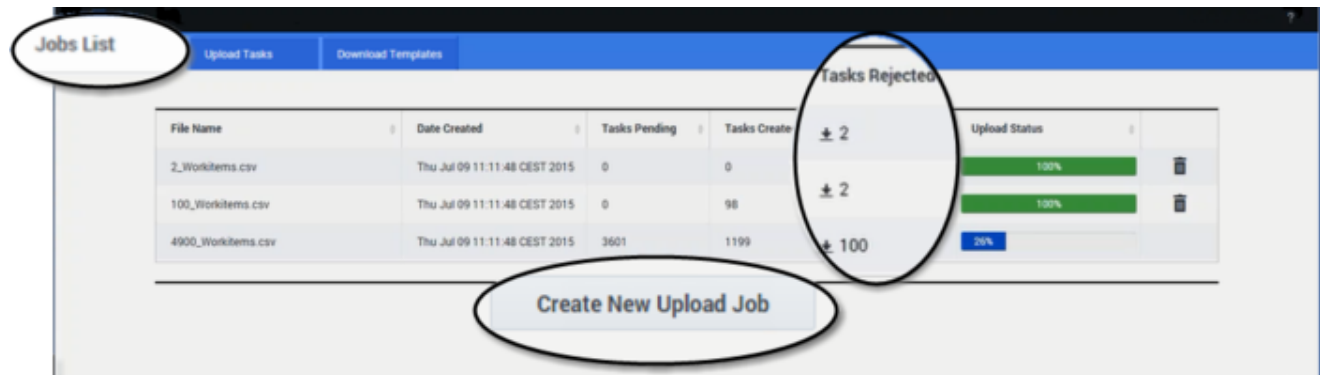 ?
Jobs List
Upload Tasks Download Templates
File Name Date Created Tasks Pending Tasks Create Tasks Rejected Upload Status
2_Workitems.csv Thu Jul 09 11:11:48 CEST 2015 0 0 2 100%
100_Workitems.csv Thu Jul 09 11:11:48 CEST 2015 0 98 2 100%
4900_Workitems.csv Thu Jul 09 11:11:48 CEST 2015 3601 1199 100 26%
Create New Upload Job